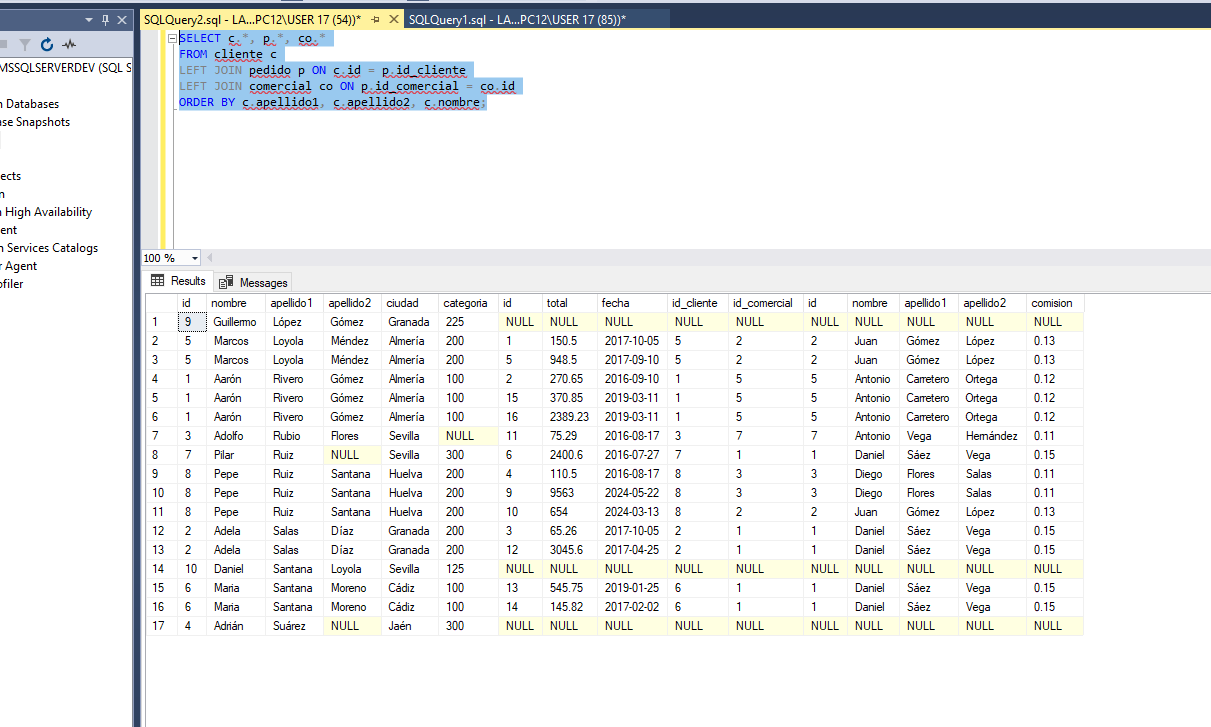 SQLQuery2.sql - LA...PC12\USER 17 (54))* SQLQuery1.sql - LA...PC12\USER 17 (85))*
MSSQLSERVERDEV (SQL S
n Databases
se Snapshots
ects
n
High Availability
ent
n Services Catalogs
r Agent
ofiler
SELECT c.*, p.*, co.*
FROM cliente c
LEFT JOIN pedido p ON c.id = p.id_cliente
LEFT JOIN comercial co ON p.id_comercial = co.id
ORDER BY c.apellido1, c.apellido2, c.nombre;
100 %
Results Messages
id nombre apellido1 apellido2 ciudad categoria id total fecha id_cliente id_comercial id nombre apellido1 apellido2 comision
1 9 Guillermo López Gómez Granada 225 NULL NULL NULL NULL NULL NULL NULL NULL NULL NULL
2 5 Marcos Loyola Méndez Almería 200 1 150.5 2017-10-05 5 2 2 Juan Gómez López 0.13
3 5 Marcos Loyola Méndez Almería 200 5 948.5 2017-09-10 5 2 2 Juan Gómez López 0.13
4 1 Aarón Rivero Gómez Almería 100 2 270.65 2016-09-10 1 5 5 Antonio Carretero Ortega 0.12
5 1 Aarón Rivero Gómez Almería 100 15 370.85 2019-03-11 1 5 5 Antonio Carretero Ortega 0.12
6 1 Aarón Rivero Gómez Almería 100 16 2389.23 2019-03-11 1 5 5 Antonio Carretero Ortega 0.12
7 3 Adolfo Rubio Flores Sevilla NULL 11 75.29 2016-08-17 3 7 7 Antonio Vega Hernández 0.11
8 7 Pilar Ruiz NULL Sevilla 300 6 2400.6 2016-07-27 7 1 1 Daniel Sáez Vega 0.15
9 8 Pepe Ruiz Santana Huelva 200 4 110.5 2016-08-17 8 3 3 Diego Flores Salas 0.11
10 8 Pepe Ruiz Santana Huelva 200 9 9563 2024-05-22 8 3 3 Diego Flores Salas 0.11
11 8 Pepe Ruiz Santana Huelva 200 10 654 2024-03-13 8 2 2 Juan Gómez López 0.13
12 2 Adela Salas Díaz Granada 200 3 65.26 2017-10-05 2 1 1 Daniel Sáez Vega 0.15
13 2 Adela Salas Díaz Granada 200 12 3045.6 2017-04-25 2 1 1 Daniel Sáez Vega 0.15
14 10 Daniel Santana Loyola Sevilla 125 NULL NULL NULL NULL NULL NULL NULL NULL NULL NULL
15 6 Maria Santana Moreno Cádiz 100 13 545.75 2019-01-25 6 1 1 Daniel Sáez Vega 0.15
16 6 Maria Santana Moreno Cádiz 100 14 145.82 2017-02-02 6 1 1 Daniel Sáez Vega 0.15
17 4 Adrián Suárez NULL Jaén 300 NULL NULL NULL NULL NULL NULL NULL NULL NULL NULL